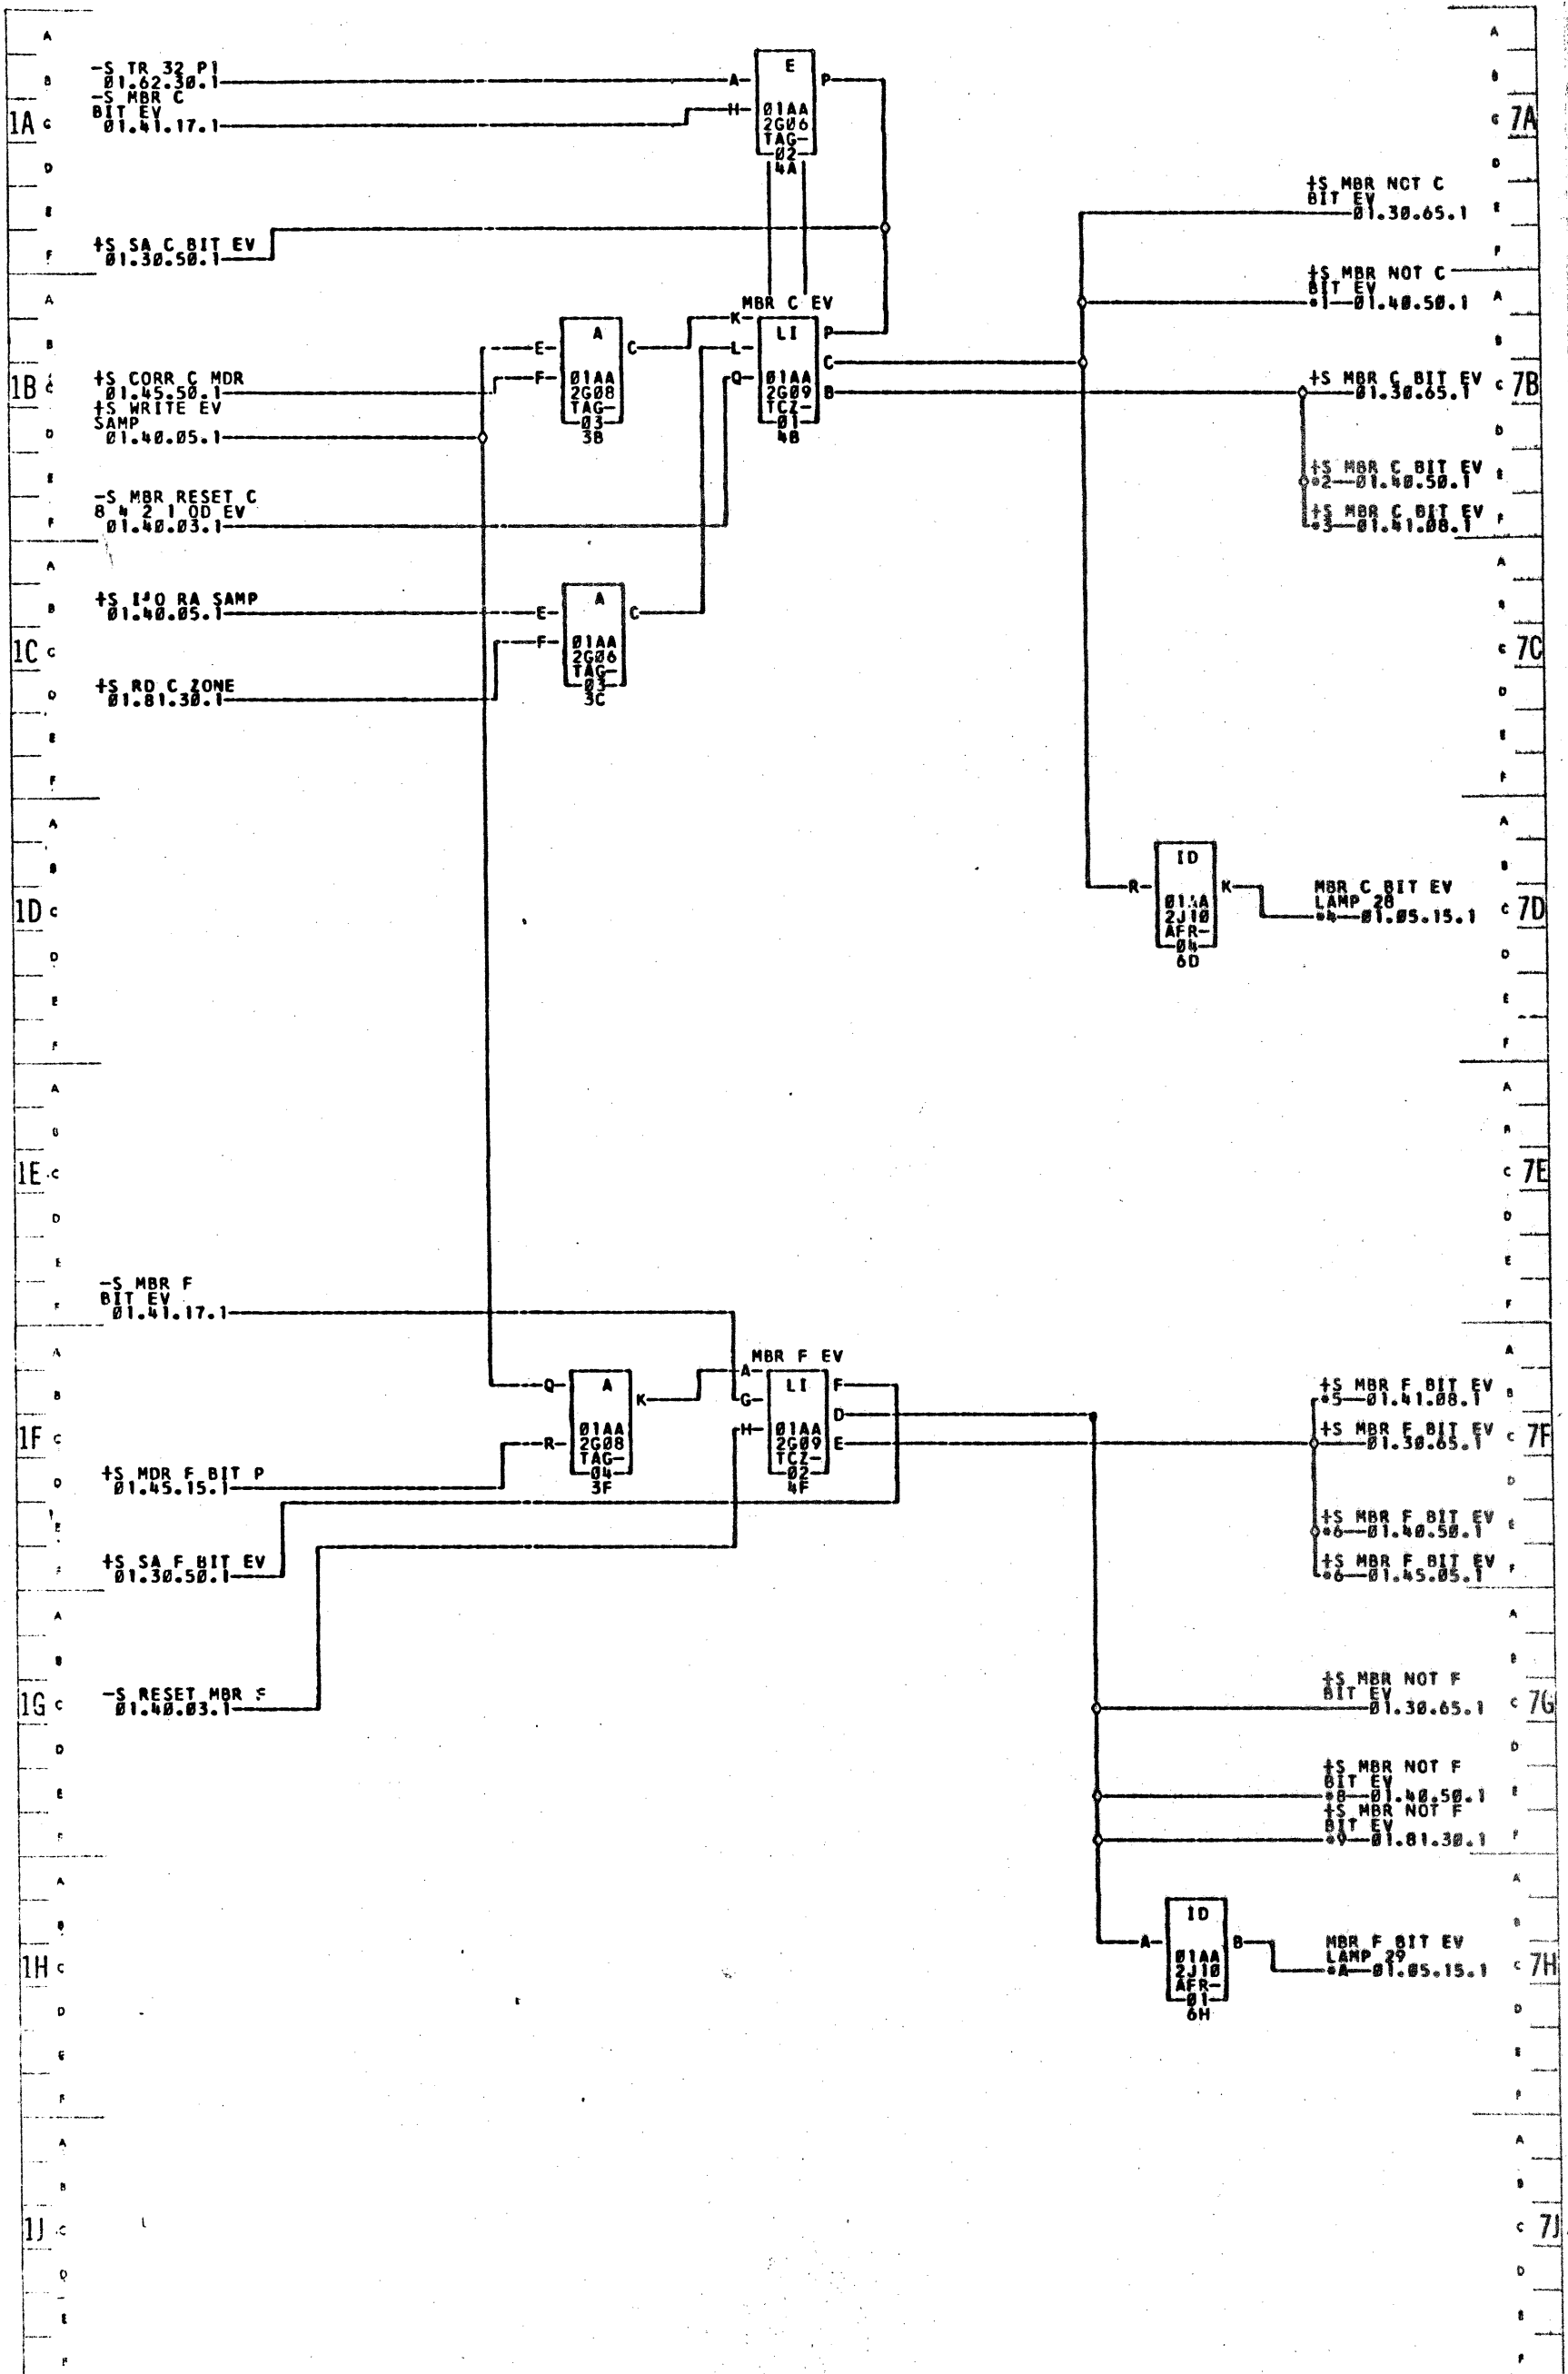 -S TR 32 P1
01.62.30.1
-S MBR C
BIT EV
01.41.17.1
A
H
E
P
01AA
2G06
TAG-
02
4A
1A
7A
+S MBR NOT C
BIT EV
01.30.65.1
+S SA C BIT EV
01.30.50.1
+S MBR NOT C
BIT EV
*1 01.40.50.1
MBR C EV
K
L
Q
LI
P
C
B
01AA
2G09
TCZ-
01
4B
E
F
A
C
01AA
2G08
TAG-
03
3B
1B
7B
+S CORR C MDR
01.45.50.1
+S WRITE EV
SAMP
01.40.05.1
+S MBR C BIT EV
01.30.65.1
+S MBR C BIT EV
*2 01.40.50.1
+S MBR C BIT EV
*3 01.41.08.1
-S MBR RESET C
8 4 2 1 OD EV
01.40.03.1
+S I*O RA SAMP
01.40.05.1
E
F
A
C
01AA
2G06
TAG-
03
3C
1C
7C
+S RD C ZONE
01.81.30.1
R
ID
K
01AA
2J10
AFR-
04
6D
MBR C BIT EV
LAMP 28
*4 01.05.15.1
1D
7D
1E
7E
-S MBR F
BIT EV
01.41.17.1
MBR F EV
A
G
H
LI
F
D
E
01AA
2G09
TCZ-
02
4F
Q
R
A
K
01AA
2G08
TAG-
04
3F
1F
7F
+S MBR F BIT EV
*5 01.41.08.1
+S MBR F BIT EV
01.30.65.1
+S MDR F BIT P
01.45.15.1
+S MBR F BIT EV
*6 01.40.50.1
+S SA F BIT EV
01.30.50.1
+S MBR F BIT EV
*6 01.45.05.1
-S RESET MBR F
01.40.03.1
1G
7G
+S MBR NOT F
BIT EV
01.30.65.1
+S MBR NOT F
BIT EV
*8 01.40.50.1
+S MBR NOT F
BIT EV
*9 01.81.30.1
A
ID
B
01AA
2J10
AFR-
01
6H
MBR F BIT EV
LAMP 29
*A 01.05.15.1
1H
7H
1J
7J